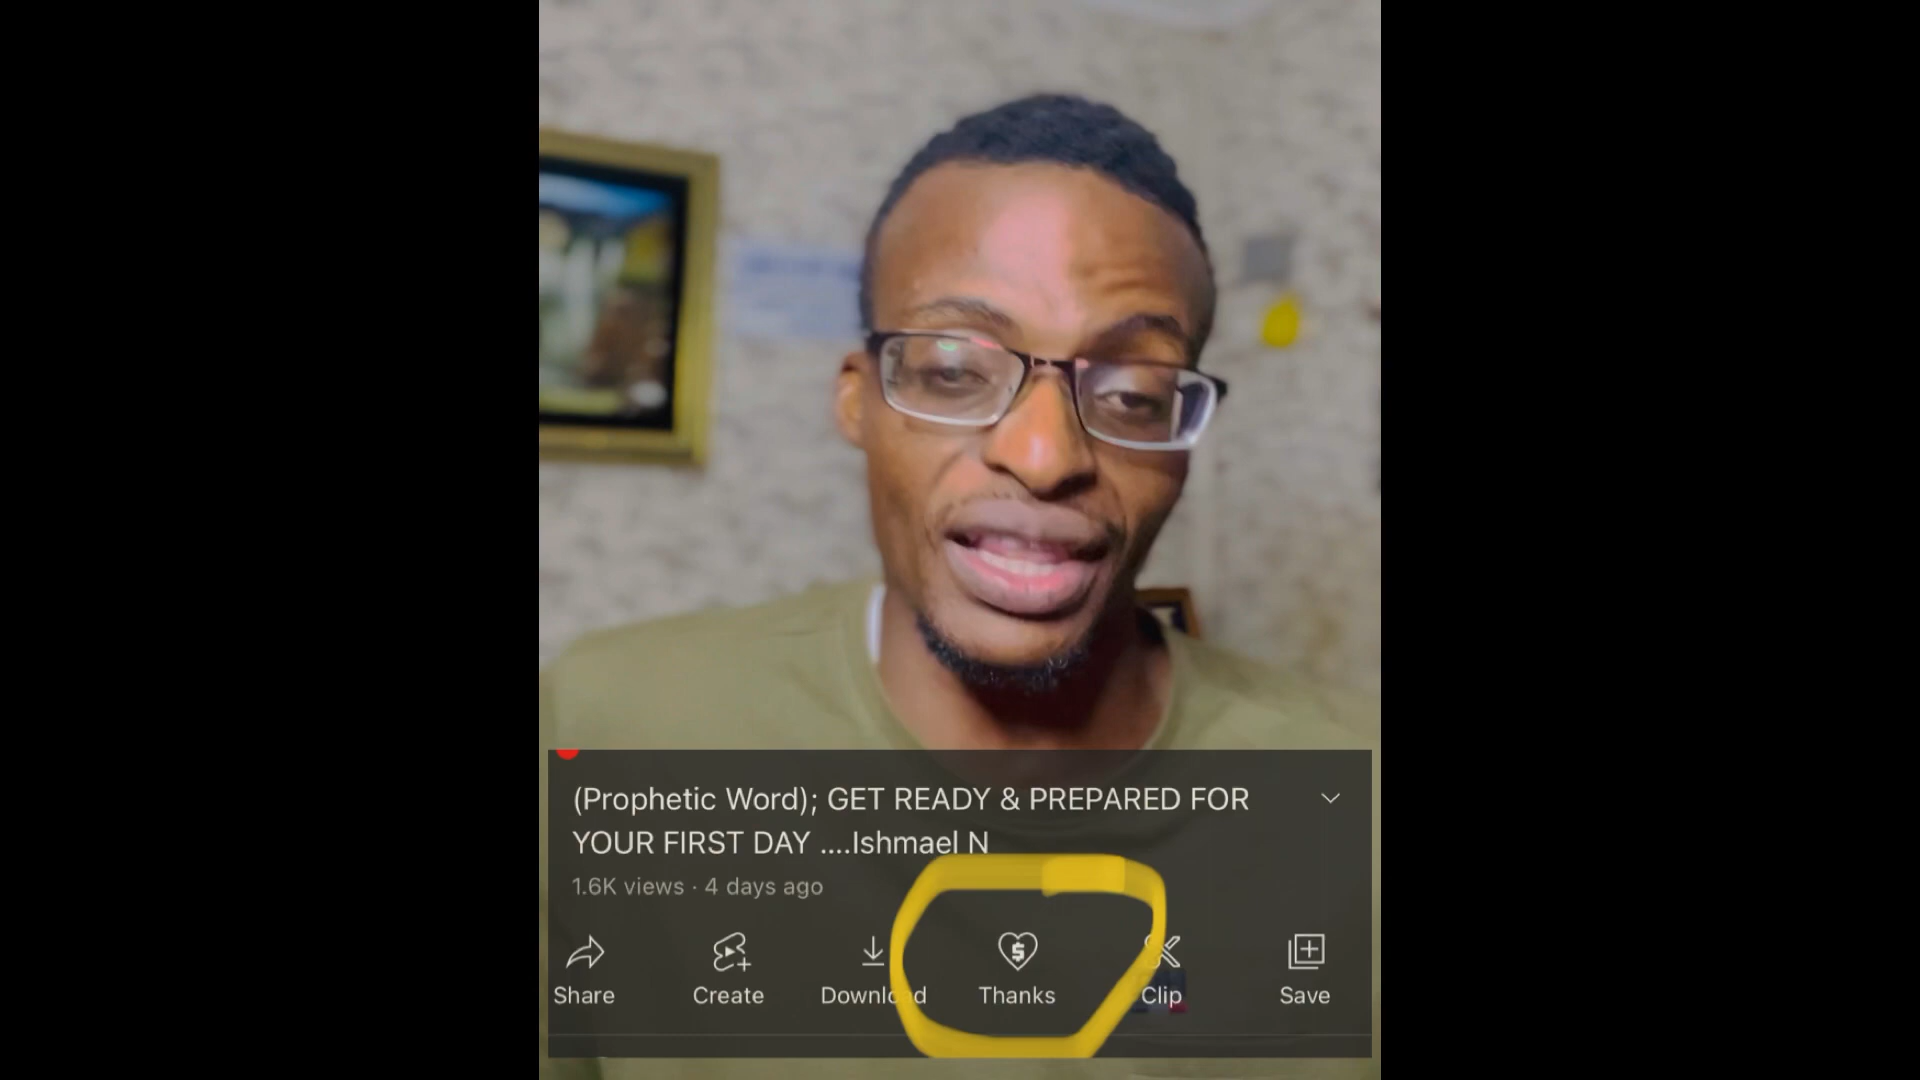 (Prophetic Word); GET READY & PREPARED FOR
YOUR FIRST DAY ....Ishmael N
1.6K views · 4 days ago
Share Create Download Thanks Clip Save